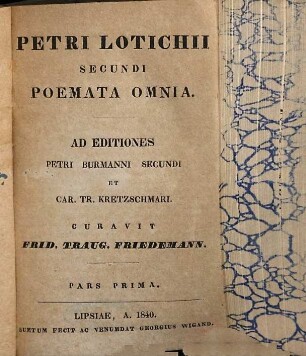 PETRI LOTICHII
SECUNDI
POEMATA OMNIA.
AD EDITIONES
PETRI BURMANNI SECUNDI
ET
CAR. TR. KRETZSCHMARI.
CURAVIT
FRID. TRAUG. FRIEDEMANN.
PARS PRIMA.
LIPSIAE, A. 1840.
SUMTUM FECIT AC VENUMDAT GEORGIUS WIGAND.